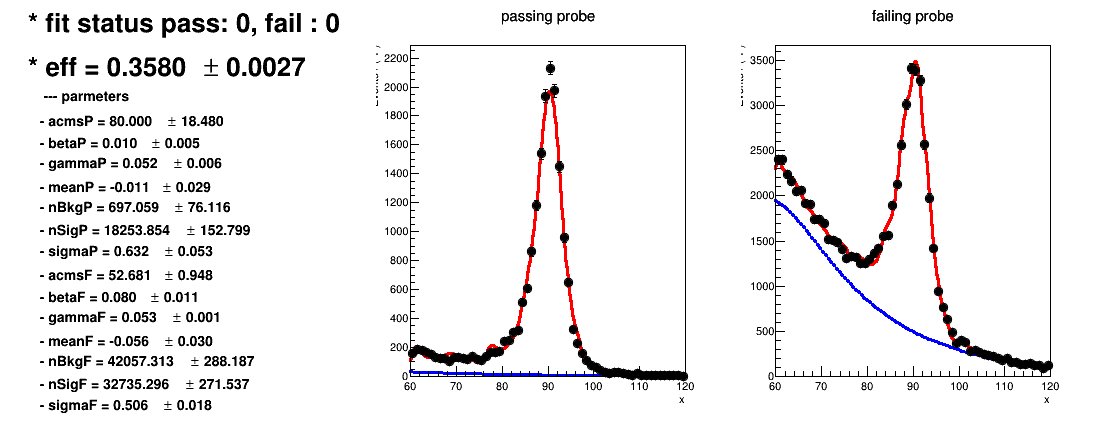 * fit status pass: 0, fail : 0
* eff = 0.3580 ± 0.0027
--- parmeters
- acmsP = 80.000 ± 18.480
- betaP = 0.010 ± 0.005
- gammaP = 0.052 ± 0.006
- meanP = -0.011 ± 0.029
- nBkgP = 697.059 ± 76.116
- nSigP = 18253.854 ± 152.799
- sigmaP = 0.632 ± 0.053
- acmsF = 52.681 ± 0.948
- betaF = 0.080 ± 0.011
- gammaF = 0.053 ± 0.001
- meanF = -0.056 ± 0.030
- nBkgF = 42057.313 ± 288.187
- nSigF = 32735.296 ± 271.537
- sigmaF = 0.506 ± 0.018
passing probe
2200
2000
1800
1600
1400
1200
1000
800
600
400
200
0
60 70 80 90 100 110 120
x
failing probe
3500
3000
2500
2000
1500
1000
500
0
60 70 80 90 100 110 120
x